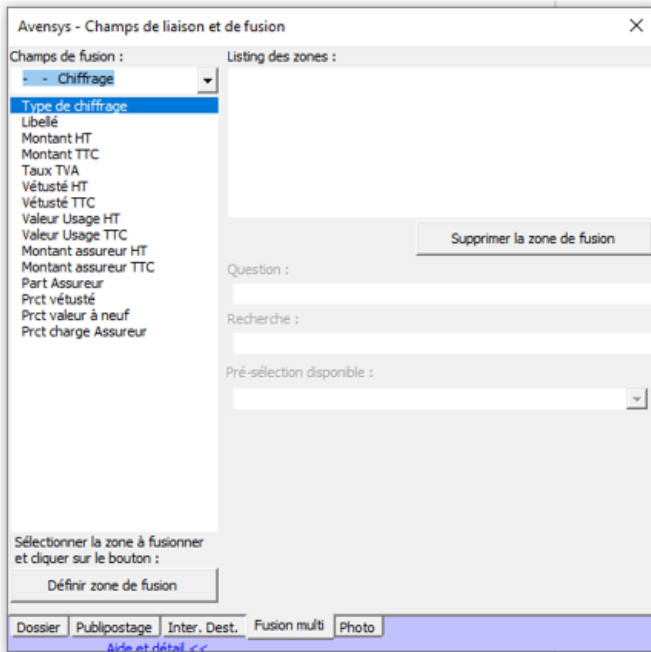 Avensys - Champs de liaison et de fusion
Champs de fusion :
- - Chiffrage
Type de chiffrage
Libellé
Montant HT
Montant TTC
Taux TVA
Vétusté HT
Vétusté TTC
Valeur Usage HT
Valeur Usage TTC
Montant assureur HT
Montant assureur TTC
Part Assureur
Prct vétusté
Prct valeur à neuf
Prct charge Assureur
Sélectionner la zone à fusionner
et cliquer sur le bouton :
Définir zone de fusion
Listing des zones :
Supprimer la zone de fusion
Question :
Recherche :
Pré-sélection disponible :
Dossier Publipostage Inter. Dest. Fusion multi Photo
Aide et détail <<